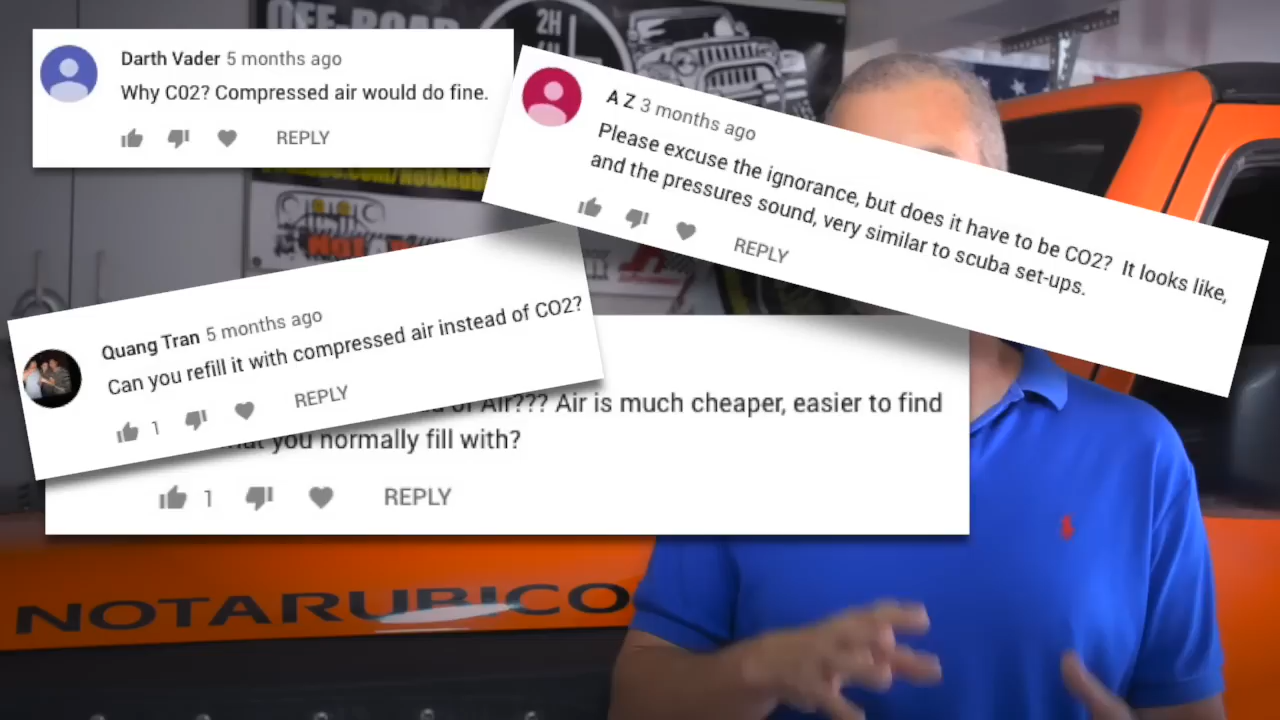 OFF-ROAD
2H
4L
Darth Vader 5 months ago
Why C02? Compressed air would do fine.
REPLY
A Z 3 months ago
Please excuse the ignorance, but does it have to be CO2? It looks like,
and the pressures sound, very similar to scuba set-ups.
REPLY
Quang Tran 5 months ago
Can you refill it with compressed air instead of CO2?
1 REPLY
of Air??? Air is much cheaper, easier to find
you normally fill with?
1 REPLY
NOTARUBICO